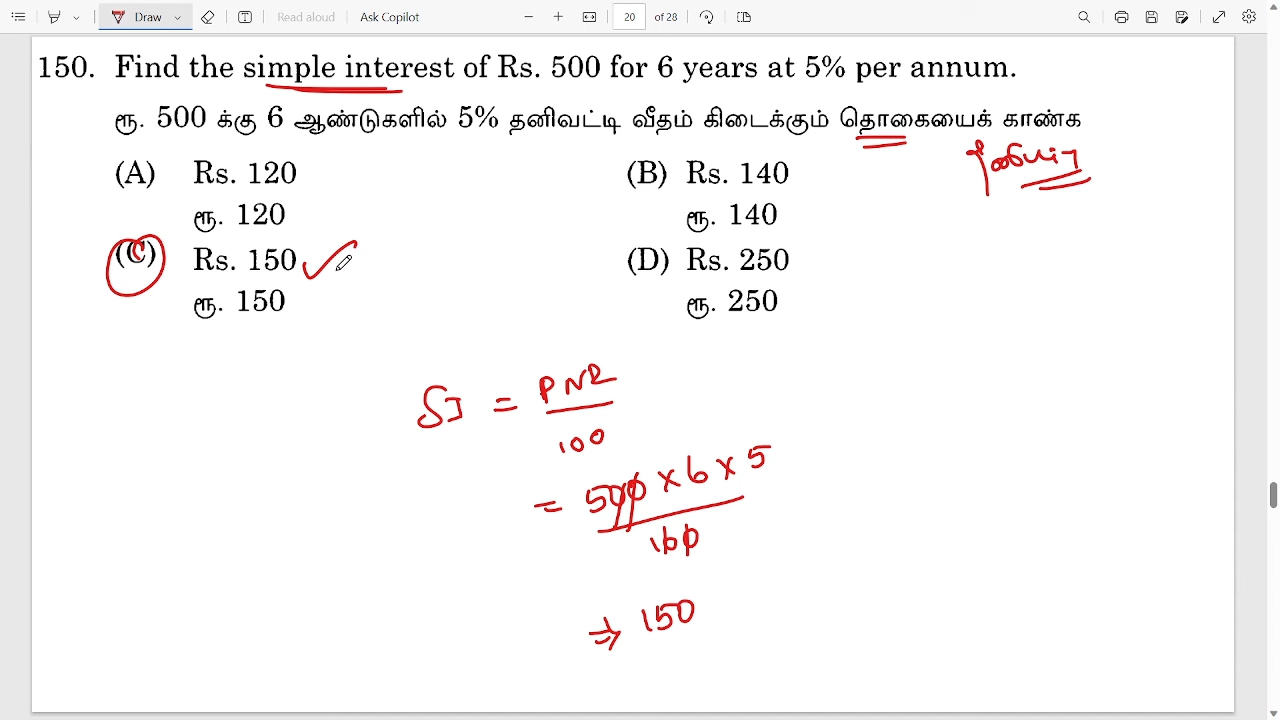 Draw
Read aloud
Ask Copilot
20 of 28
150. Find the simple interest of Rs. 500 for 6 years at 5% per annum.
ரூ. 500 க்கு 6 ஆண்டுகளில் 5% தனிவட்டி வீதம் கிடைக்கும் தொகையைக் காண்க
(A) Rs. 120
ரூ. 120
(B) Rs. 140
ரூ. 140
(C) Rs. 150
ரூ. 150
(D) Rs. 250
ரூ. 250
SI = PNR
100
= 500 × 6 × 5
100
⇒ 150